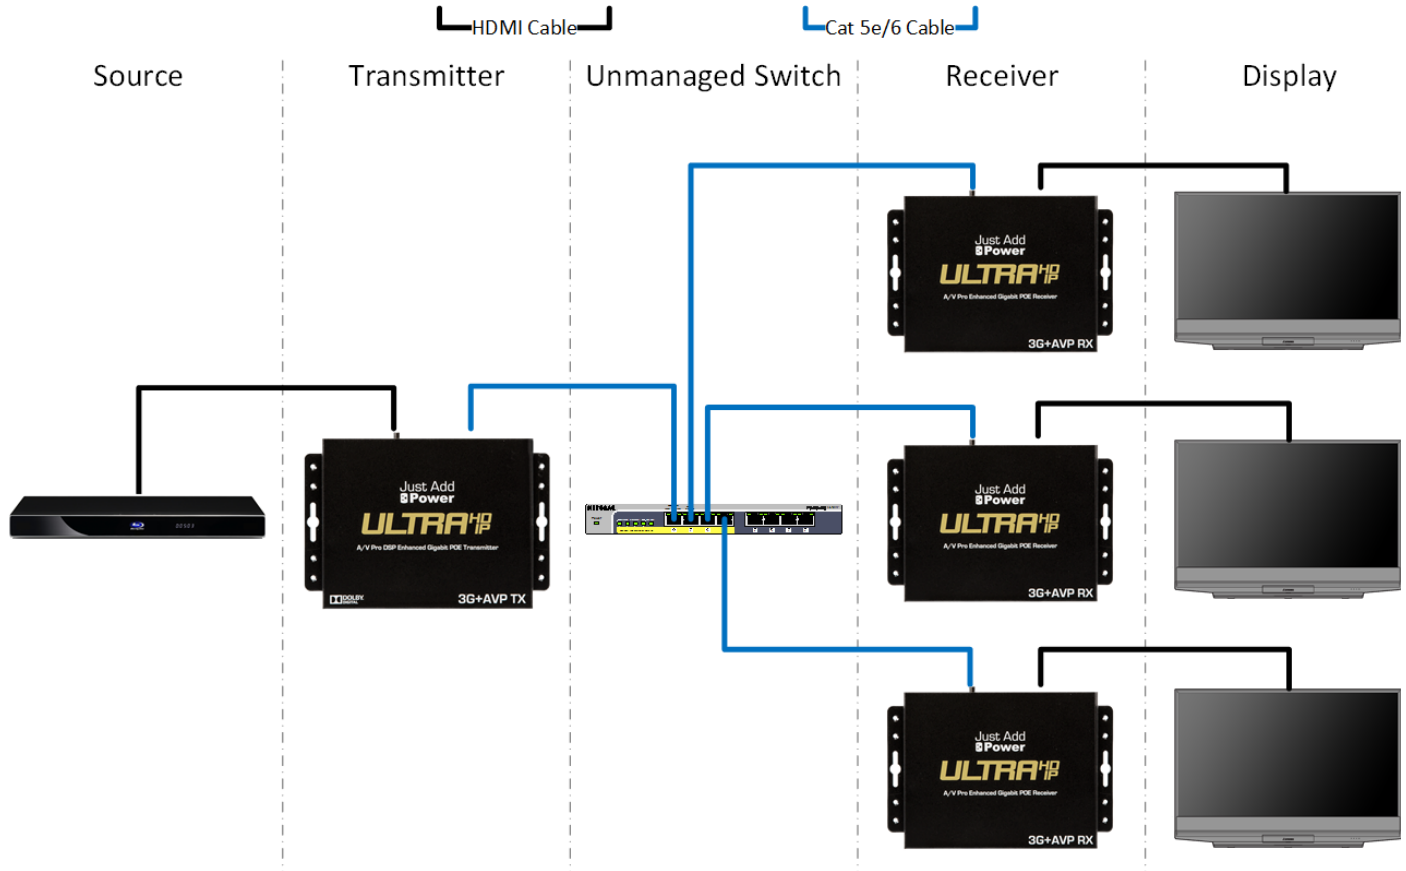 HDMI Cable
Cat 5e/6 Cable
Source
Transmitter
Unmanaged Switch
Receiver
Display
Just Add
Power
ULTRA HD IP
A/V Pro Enhanced Gigabit POE Receiver
3G+AVP RX
Just Add
Power
ULTRA HD IP
A/V Pro DSP Enhanced Gigabit POE Transmitter
DOLBY
DIGITAL
3G+AVP TX
NETGEAR
Just Add
Power
ULTRA HD IP
A/V Pro Enhanced Gigabit POE Receiver
3G+AVP RX
Just Add
Power
ULTRA HD IP
A/V Pro Enhanced Gigabit POE Receiver
3G+AVP RX